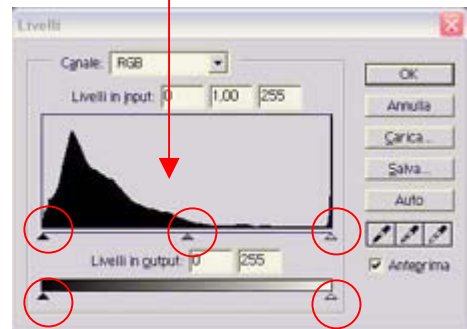 Livelli
Canale: RGB
Livelli in input: 0 1,00 255
Livelli in output: 0 255
OK
Annulla
Carica...
Salva...
Auto
Anteprima